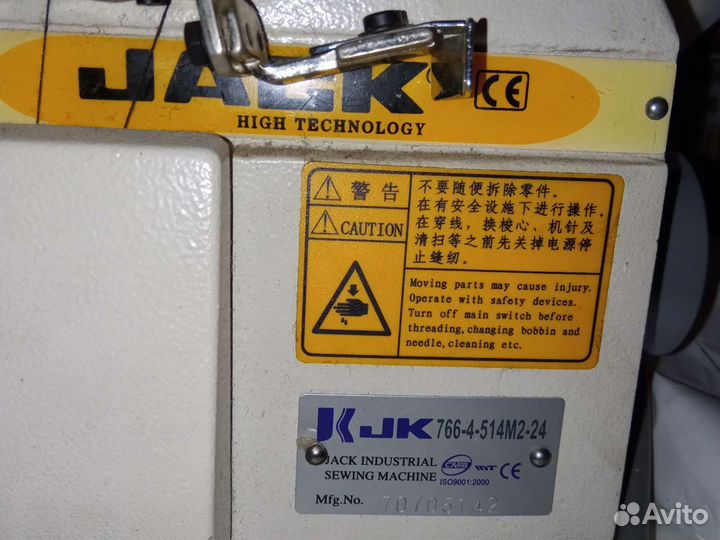 JACK
CE
HIGH TECHNOLOGY
警告
CAUTION
不要随便拆除零件。
在有安全设施下进行操作。
在穿线，换梭心、机针及
清扫等之前先关掉电源停
止缝纫。
Moving parts may cause injury.
Operate with safety devices.
Turn off main switch before
threading,changing bobbin and
needle,cleaning etc.
JK 766-4-514M2-24
JACK INDUSTRIAL
SEWING MACHINE
WIT CE
ISO9001:2000
Mfg.No. 70705142
Avito